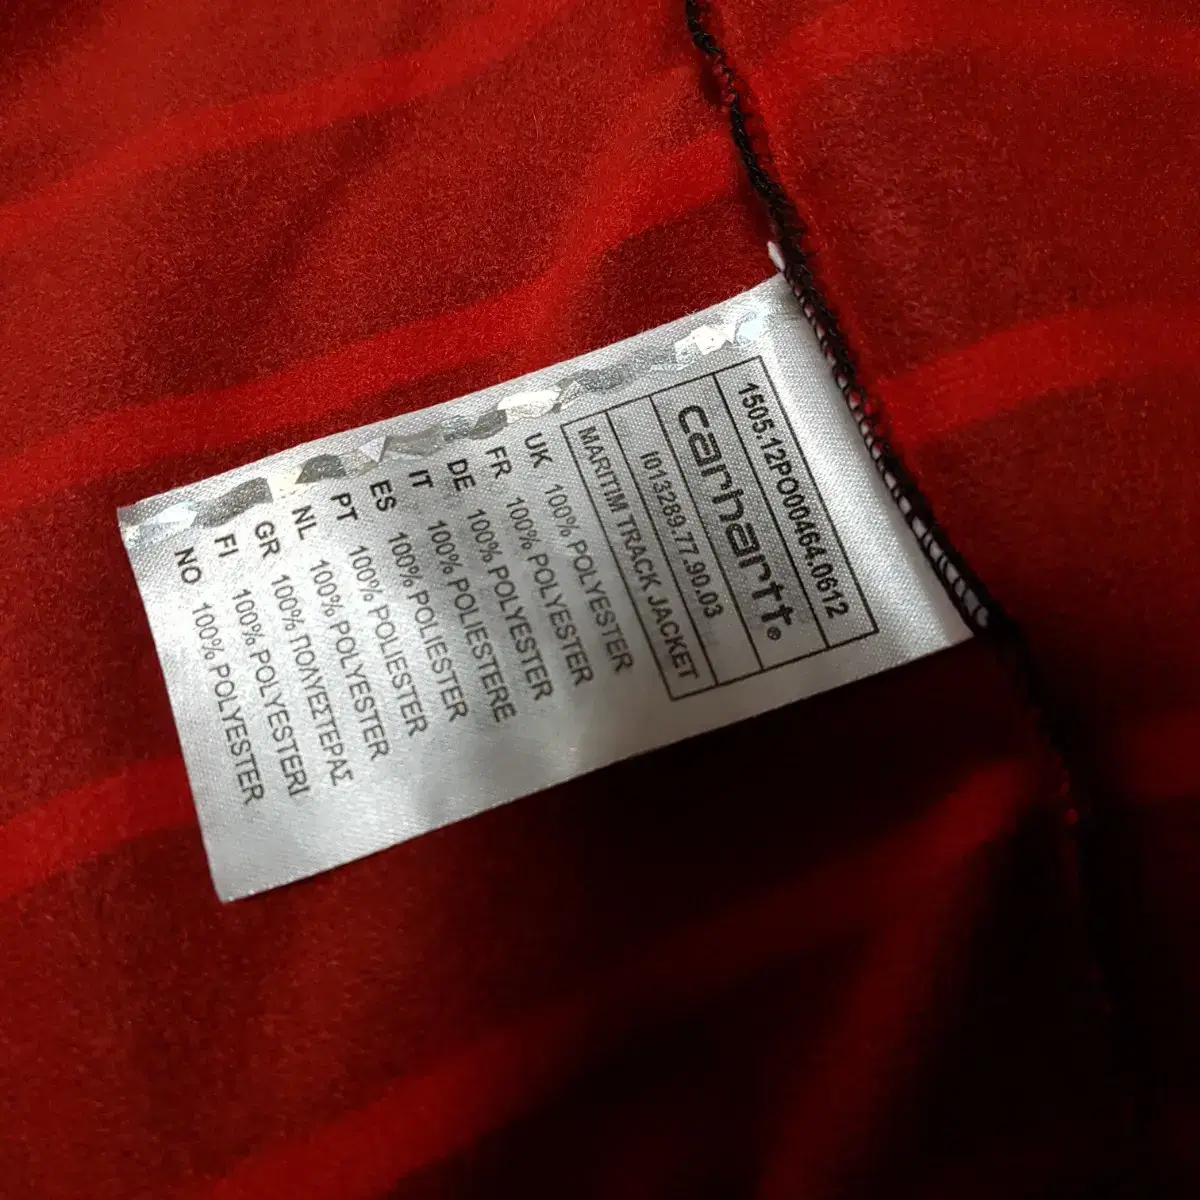 1505.12PO00464.0612
carhartt®
I013289.77.90.03
MARITIM TRACK JACKET
UK 100% POLYESTER
FR 100% POLYESTER
DE 100% POLYESTER
IT 100% POLIESTERE
ES 100% POLIESTER
PT 100% POLIESTER
NL 100% POLYESTER
GR 100% ΠΟΛΥΕΣΤΕΡΑΣ
FI 100% POLYESTERI
NO 100% POLYESTER